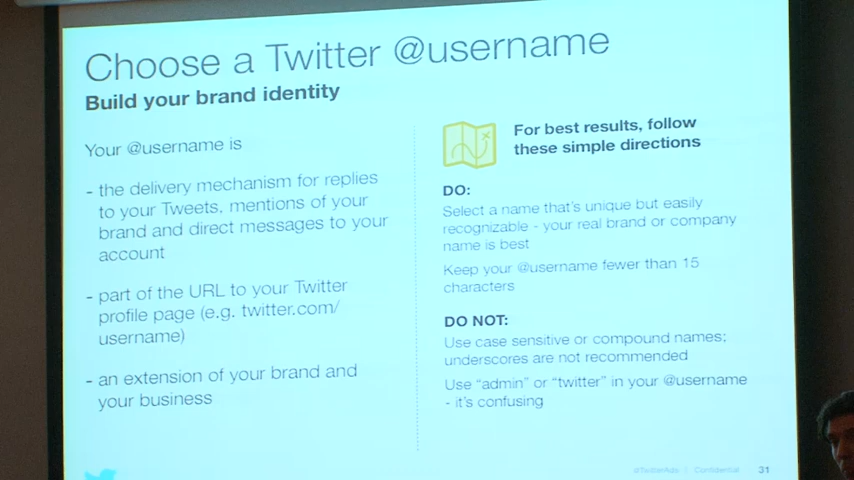 Choose a Twitter @username
Build your brand identity
Your @username is
- the delivery mechanism for replies
to your Tweets, mentions of your
brand and direct messages to your
account
- part of the URL to your Twitter
profile page (e.g. twitter.com/
username)
- an extension of your brand and
your business
For best results, follow
these simple directions
DO:
Select a name that's unique but easily
recognizable - your real brand or company
name is best
Keep your @username fewer than 15
characters
DO NOT:
Use case sensitive or compound names;
underscores are not recommended
Use "admin" or "twitter" in your @username
- it's confusing
@TwitterAds | Confidential 31